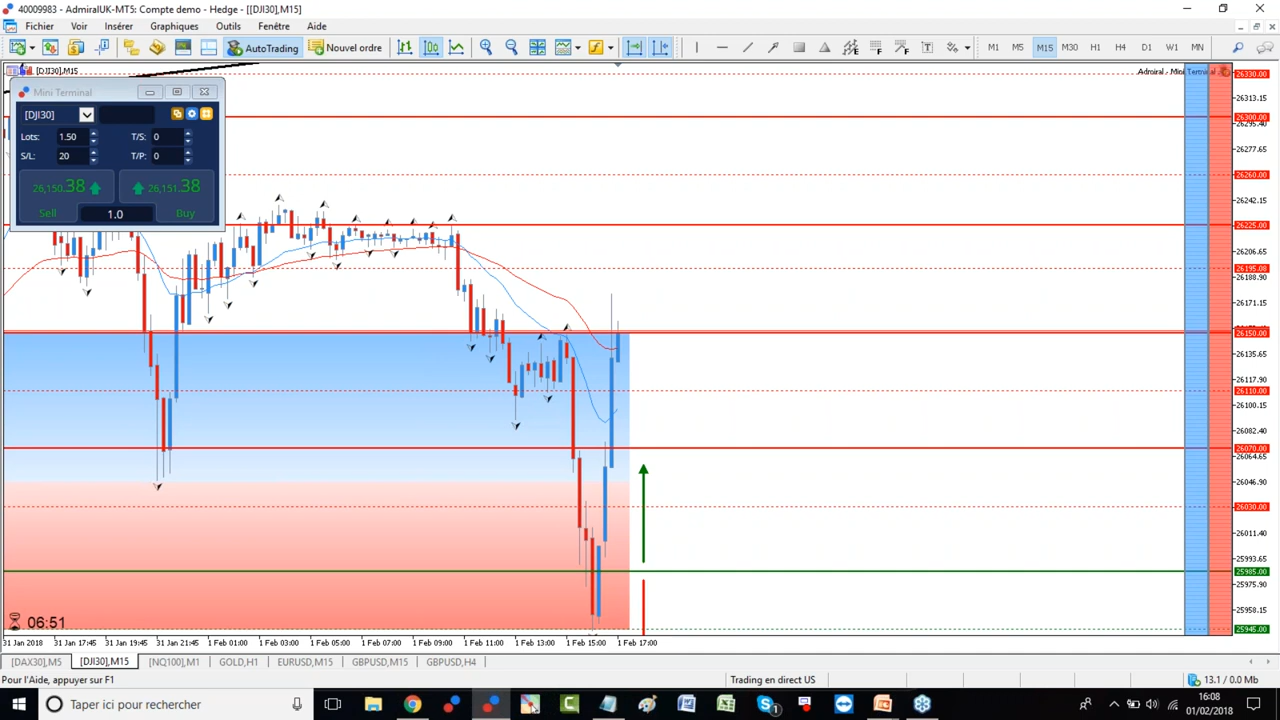 40009983 - AdmiralUK-MT5: Compte demo - Hedge - [[DJI30],M15]
Fichier Voir Insérer Graphiques Outils Fenêtre Aide
AutoTrading Nouvel ordre T M1 M5 M15 M30 H1 H4 D1 W1 MN
[DJI30],M15
Admiral - Mini Terminal
Mini Terminal
[DJI30]
Lots: 1.50 T/S: 0
S/L: 20 T/P: 0
26,150.38 26,151.38
Sell 1.0 Buy
26330.00
26313.15
26300.00
26295.40
26277.65
26260.00
26242.15
26225.00
26206.65
26195.08
26188.90
26171.15
26150.00
26135.65
26117.90
26110.00
26100.15
26082.40
26070.00
26064.65
26046.90
26030.00
26011.40
25993.65
25985.00
25975.90
25958.15
25945.00
06:51
31 Jan 2018 31 Jan 17:45 31 Jan 19:45 31 Jan 21:45 1 Feb 01:00 1 Feb 03:00 1 Feb 05:00 1 Feb 07:00 1 Feb 09:00 1 Feb 11:00 1 Feb 13:00 1 Feb 15:00 1 Feb 17:00
[DAX30],M5 [DJI30],M15 [NQ100],M1 GOLD,H1 EURUSD,M15 GBPUSD,M15 GBPUSD,H4
Pour l'Aide, appuyer sur F1 Trading en direct US 13.1 / 0.0 Mb
Taper ici pour rechercher
16:08
01/02/2018